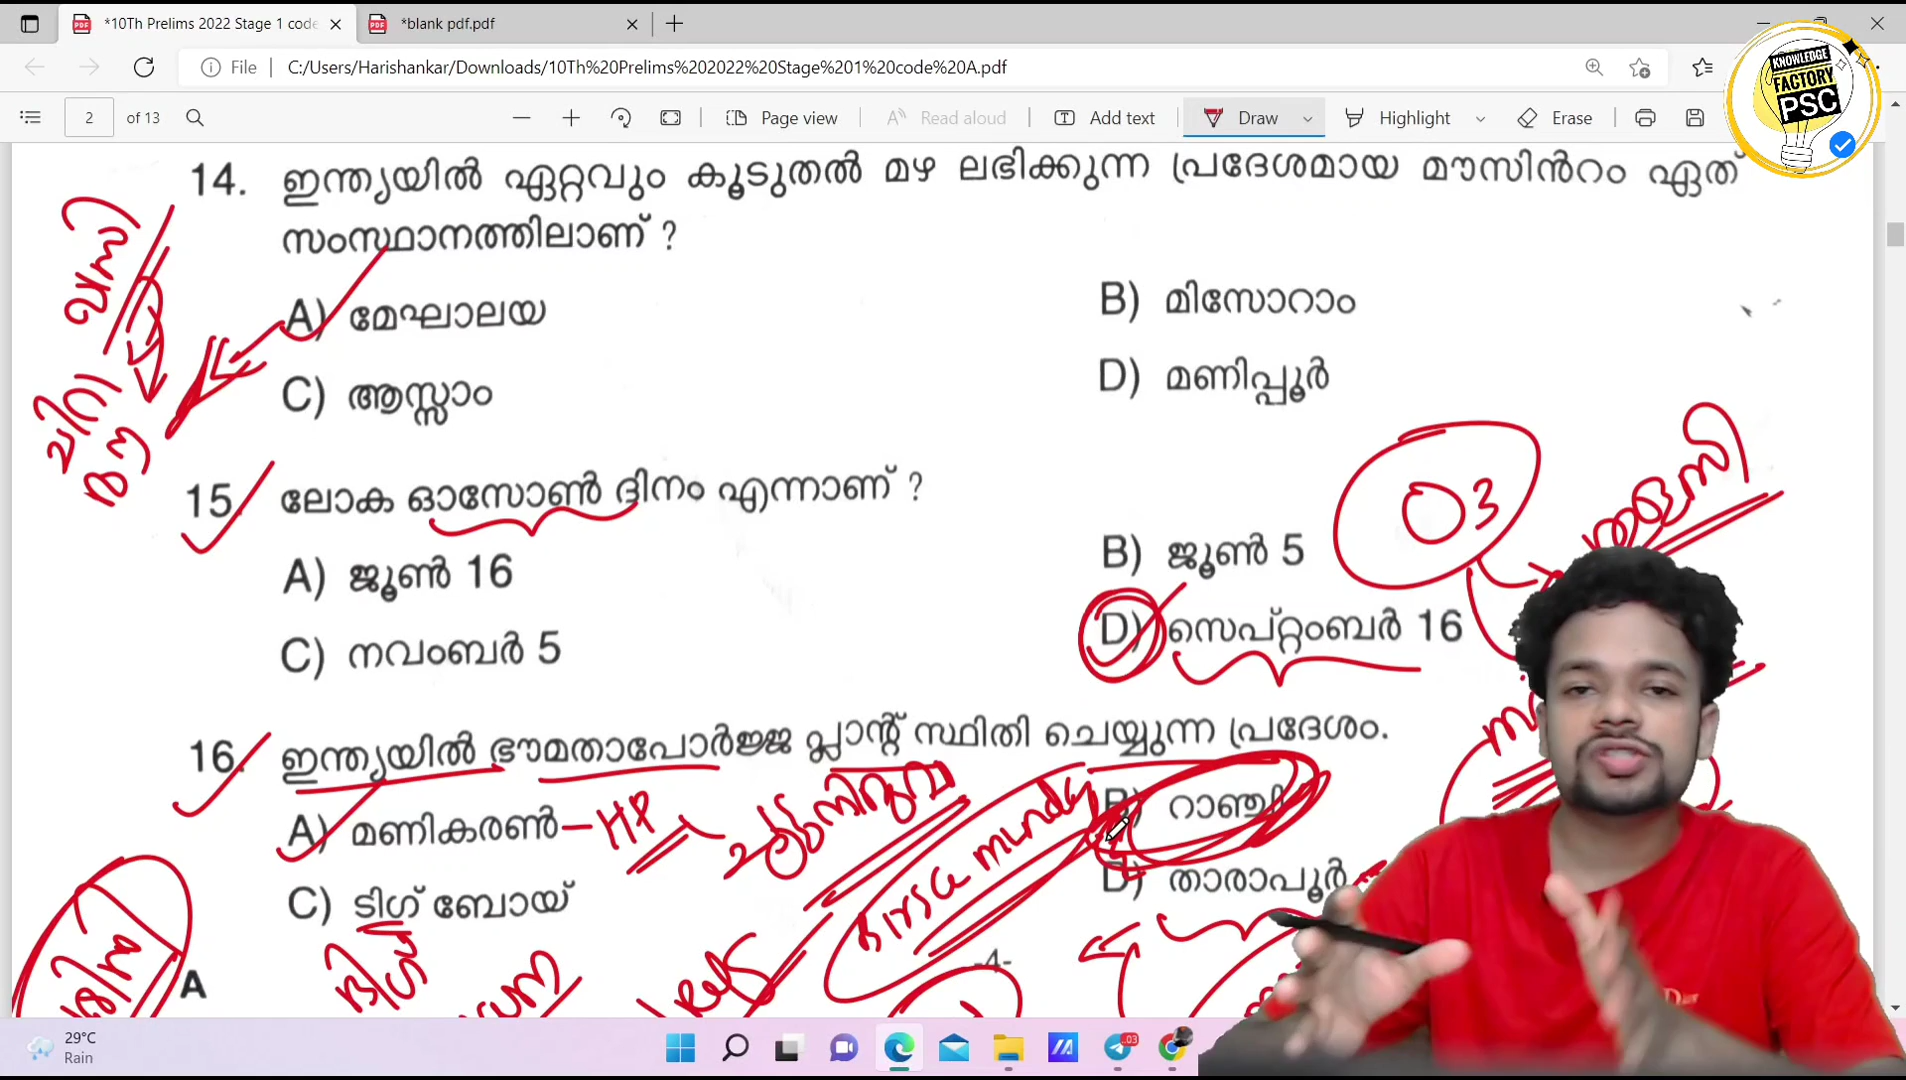 *10Th Prelims 2022 Stage 1 code
*blank pdf.pdf
File
C:/Users/Harishankar/Downloads/10Th%20Prelims%202022%20Stage%201%20code%20A.pdf
KNOWLEDGE
FACTORY
PSC
2 of 13
Page view
Read aloud
Add text
Draw
Highlight
Erase
14. ഇന്ത്യയിൽ ഏറ്റവും കൂടുതൽ മഴ ലഭിക്കുന്ന പ്രദേശമായ മൗസിൻറം ഏത്
സംസ്ഥാനത്തിലാണ് ?
A) മേഘാലയ
B) മിസോറാം
C) ആസ്സാം
D) മണിപ്പൂർ
O3
15. ലോക ഓസോൺ ദിനം എന്നാണ് ?
A) ജൂൺ 16
B) ജൂൺ 5
C) നവംബർ 5
D) സെപ്റ്റംബർ 16
16. ഇന്ത്യയിൽ ഭൗമതാപോർജ്ജ പ്ലാന്റ് സ്ഥിതി ചെയ്യുന്ന പ്രദേശം.
A) മണികരൺ – HP
B) റാഞ്ചി
Birsa mundu
C) ടിഗ് ബോയ്
D) താരാപൂർ
-4-
A
29°C
Rain